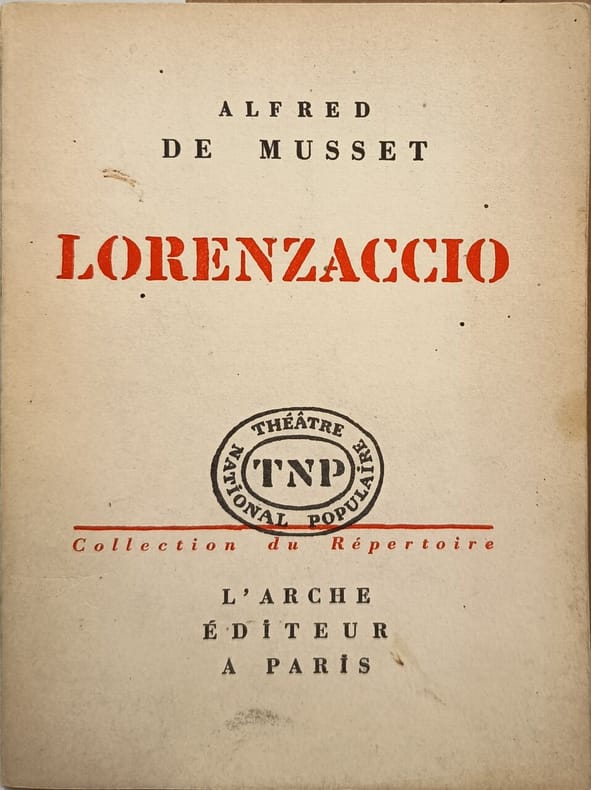 ALFRED
DE MUSSET
LORENZACCIO
THÉÂTRE
NATIONAL POPULAIRE
TNP
Collection du Répertoire
L'ARCHE
ÉDITEUR
A PARIS